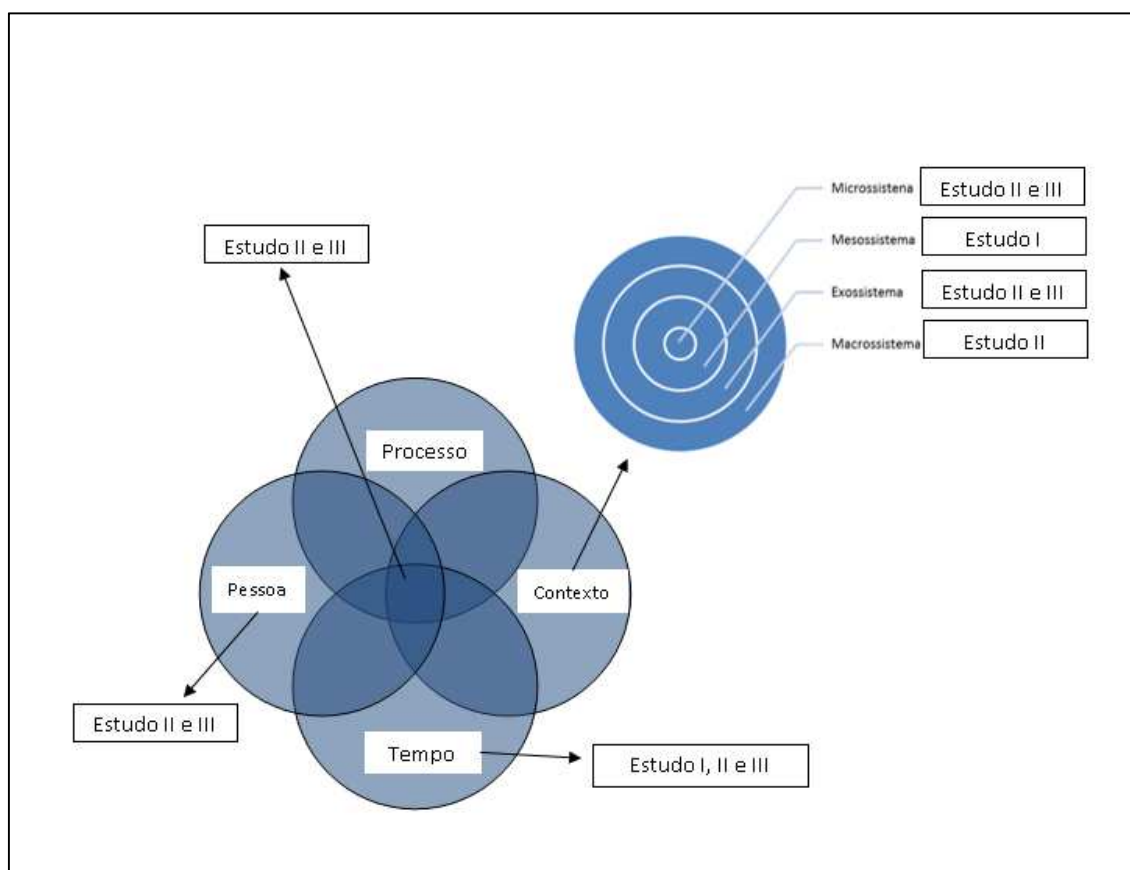 Microssistena
Estudo II e III
Mesossistema
Estudo I
Exossistema
Estudo II e III
Macrossistema
Estudo II
Estudo II e III
Processo
Pessoa
Contexto
Estudo II e III
Tempo
Estudo I, II e III